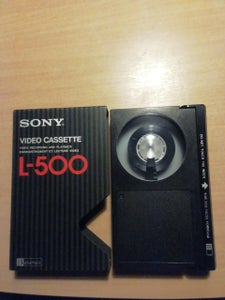 SONY
VIDEO CASSETTE
VIDEO RECORDING AND PLAYBACK
ENREGISTREMENT ET LECTURE VIDEO
L-500